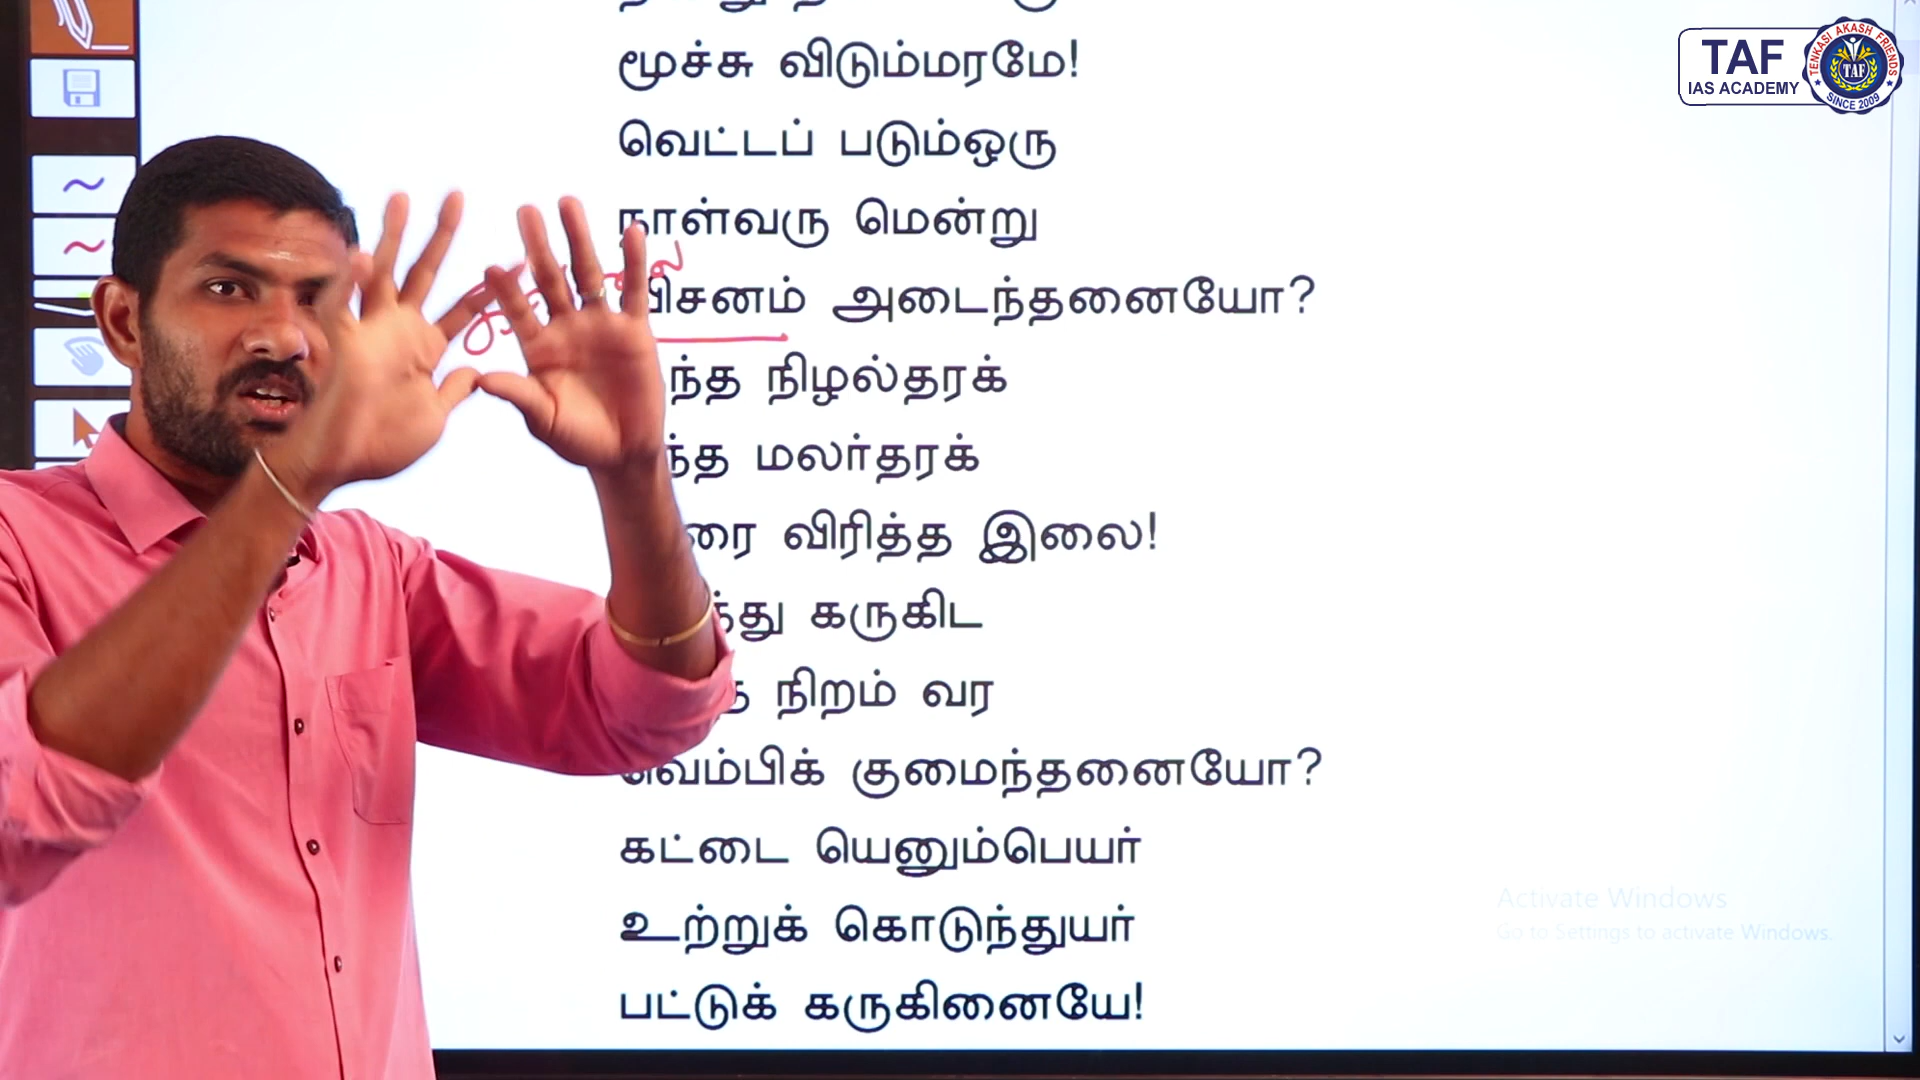 மூச்சு விடும்மரமே!
வெட்டப் படும்ஒரு
நாள்வரு மென்று
விசனம் அடைந்தனையோ?
நிழல்தரக்
மலர்தரக்
விரித்த இலை!
கருகிட
நிறம் வர
வெம்பிக் குமைந்தனையோ?
கட்டை யெனும்பெயர்
உற்றுக் கொடுந்துயர்
பட்டுக் கருகினையே!
TAF
IAS ACADEMY
TENKASI AKASH FRIENDS
TAF
SINCE 2009
Activate Windows
Go to Settings to activate Windows.